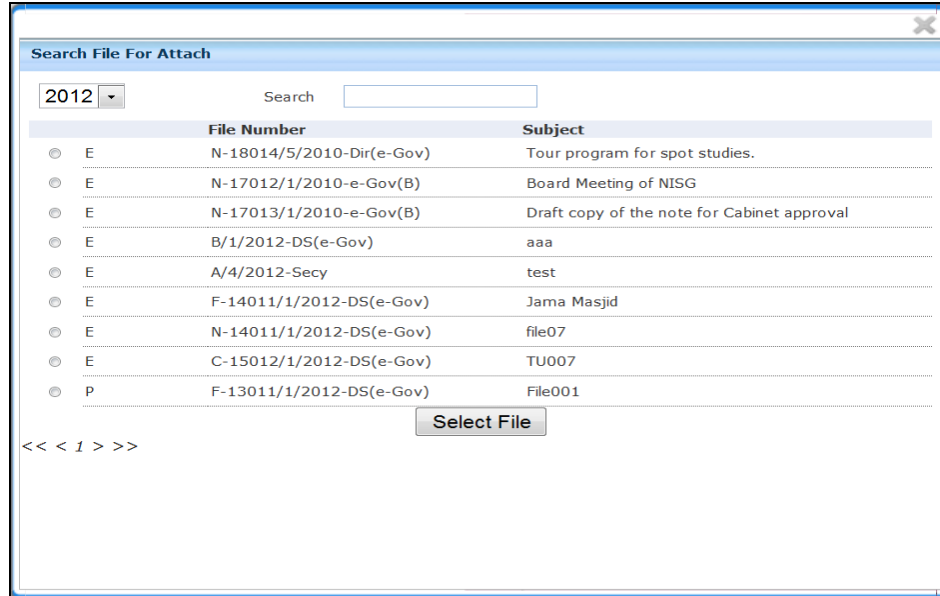 Search File For Attach
2012 Search
File Number Subject
E N-18014/5/2010-Dir(e-Gov) Tour program for spot studies.
E N-17012/1/2010-e-Gov(B) Board Meeting of NISG
E N-17013/1/2010-e-Gov(B) Draft copy of the note for Cabinet approval
E B/1/2012-DS(e-Gov) aaa
E A/4/2012-Secy test
E F-14011/1/2012-DS(e-Gov) Jama Masjid
E N-14011/1/2012-DS(e-Gov) file07
E C-15012/1/2012-DS(e-Gov) TU007
P F-13011/1/2012-DS(e-Gov) File001
Select File
<< < 1 > >>